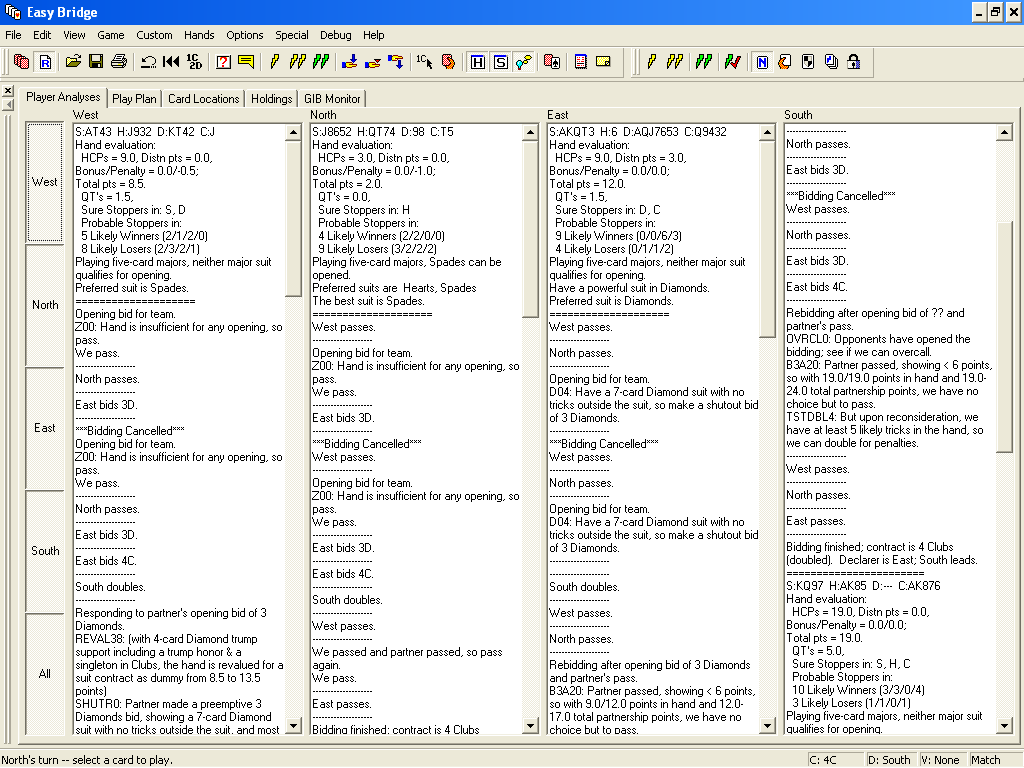 Easy Bridge
File Edit View Game Custom Hands Options Special Debug Help
Player Analyses Play Plan Card Locations Holdings GIB Monitor
West
North
East
South
All
West
S:AT43 H:J932 D:KT42 C:J
Hand evaluation:
HCPs = 9.0, Distn pts = 0.0,
Bonus/Penalty = 0.0/-0.5;
Total pts = 8.5.
QT's = 1.5,
Sure Stoppers in: S, D
Probable Stoppers in:
5 Likely Winners (2/1/2/0)
8 Likely Losers (2/3/2/1)
Playing five-card majors, neither major suit
qualifies for opening.
Preferred suit is Spades.
====================
Opening bid for team.
Z00: Hand is insufficient for any opening, so
pass.
We pass.
--------------------
North passes.
--------------------
East bids 3D.
--------------------
***Bidding Cancelled***
Opening bid for team.
Z00: Hand is insufficient for any opening, so
pass.
We pass.
--------------------
North passes.
--------------------
East bids 3D.
--------------------
East bids 4C.
--------------------
South doubles.
--------------------
Responding to partner's opening bid of 3
Diamonds.
REVAL38: (with 4-card Diamond trump
support including a trump honor & a
singleton in Clubs, the hand is revalued for a
suit contract as dummy from 8.5 to 13.5
points)
SHUTR0: Partner made a preemptive 3
Diamonds bid, showing a 7-card Diamond
suit with no tricks outside the suit, and most
North
S:J8652 H:QT74 D:98 C:T5
Hand evaluation:
HCPs = 3.0, Distn pts = 0.0,
Bonus/Penalty = 0.0/-1.0;
Total pts = 2.0.
QT's = 0.0,
Sure Stoppers in: H
Probable Stoppers in:
4 Likely Winners (2/2/0/0)
9 Likely Losers (3/2/2/2)
Playing five-card majors, Spades can be
opened.
Preferred suits are Hearts, Spades
The best suit is Spades.
====================
West passes.
--------------------
Opening bid for team.
Z00: Hand is insufficient for any opening, so
pass.
We pass.
--------------------
East bids 3D.
--------------------
***Bidding Cancelled***
West passes.
--------------------
Opening bid for team.
Z00: Hand is insufficient for any opening, so
pass.
We pass.
--------------------
East bids 3D.
--------------------
East bids 4C.
--------------------
South doubles.
--------------------
West passes.
--------------------
We passed and partner passed, so pass
again.
We pass.
--------------------
East passes.
--------------------
Bidding finished; contract is 4 Clubs
East
S:AKQT3 H:6 D:AQJ7653 C:Q9432
Hand evaluation:
HCPs = 9.0, Distn pts = 3.0,
Bonus/Penalty = 0.0/0.0;
Total pts = 12.0.
QT's = 1.5,
Sure Stoppers in: D, C
Probable Stoppers in:
9 Likely Winners (0/0/6/3)
4 Likely Losers (0/1/1/2)
Playing five-card majors, neither major suit
qualifies for opening.
Have a powerful suit in Diamonds.
Preferred suit is Diamonds.
====================
West passes.
--------------------
North passes.
--------------------
Opening bid for team.
D04: Have a 7-card Diamond suit with no
tricks outside the suit, so make a shutout bid
of 3 Diamonds.
--------------------
***Bidding Cancelled***
West passes.
--------------------
North passes.
--------------------
Opening bid for team.
D04: Have a 7-card Diamond suit with no
tricks outside the suit, so make a shutout bid
of 3 Diamonds.
--------------------
--------------------
South doubles.
--------------------
West passes.
--------------------
North passes.
--------------------
Rebidding after opening bid of 3 Diamonds
and partner's pass.
B3A20: Partner passed, showing < 6 points,
so with 9.0/12.0 points in hand and 12.0-
17.0 total partnership points, we have no
choice but to pass.
South
--------------------
North passes.
--------------------
East bids 3D.
--------------------
***Bidding Cancelled***
West passes.
--------------------
North passes.
--------------------
East bids 3D.
--------------------
East bids 4C.
--------------------
Rebidding after opening bid of ?? and
partner's pass.
OVRCL0: Opponents have opened the
bidding; see if we can overcall.
B3A20: Partner passed, showing < 6 points,
so with 19.0/19.0 points in hand and 19.0-
24.0 total partnership points, we have no
choice but to pass.
TSTDBL4: But upon reconsideration, we
have at least 5 likely tricks in the hand, so
we can double for penalties.
--------------------
West passes.
--------------------
North passes.
--------------------
East passes.
--------------------
Bidding finished; contract is 4 Clubs
(doubled). Declarer is East; South leads.
=======================
S:KQ97 H:AK85 D:--- C:AK876
Hand evaluation:
HCPs = 19.0, Distn pts = 0.0,
Bonus/Penalty = 0.0/0.0;
Total pts = 19.0.
QT's = 5.0,
Sure Stoppers in: S, H, C
Probable Stoppers in:
10 Likely Winners (3/3/0/4)
3 Likely Losers (1/1/0/1)
Playing five-card majors, neither major suit
qualifies for opening.
North's turn -- select a card to play.
C: 4C D: South V: None Match